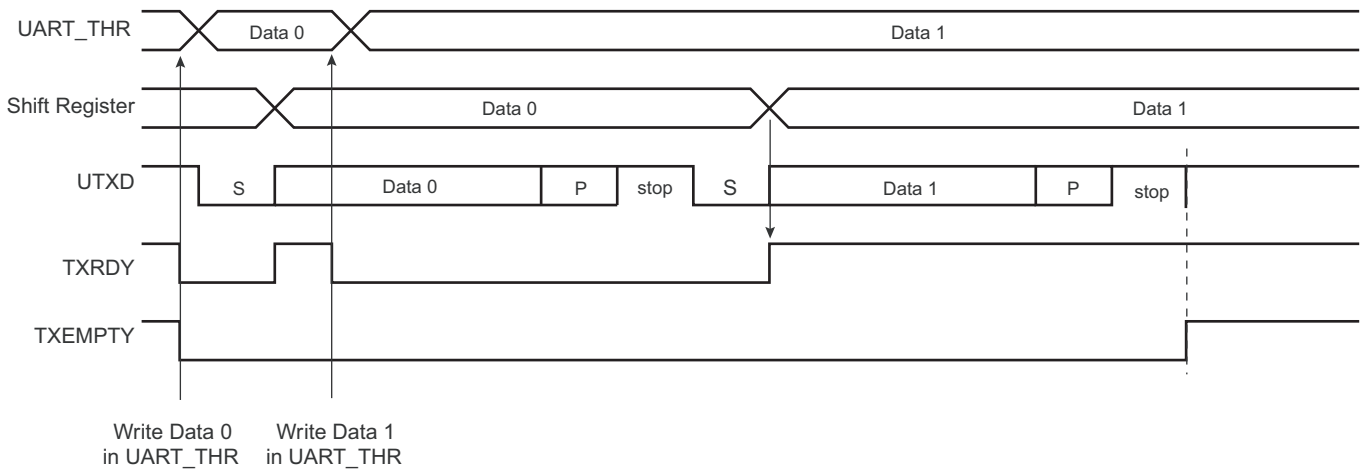 UART_THR Data 0 Data 1
Shift Register Data 0 Data 1
UTXD S Data 0 P stop S Data 1 P stop
TXRDY
TXEMPTY
Write Data 0 Write Data 1
in UART_THR in UART_THR